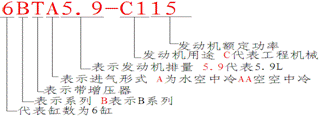 6BTA5.9-C115
发动机额定功率
发动机用途 C代表工程机械
表示发动机排量 5.9代表5.9L
表示进气形式 A为水空中冷AA空空中冷
表示带增压器
表示系列 B表示B系列
代表缸数为6缸